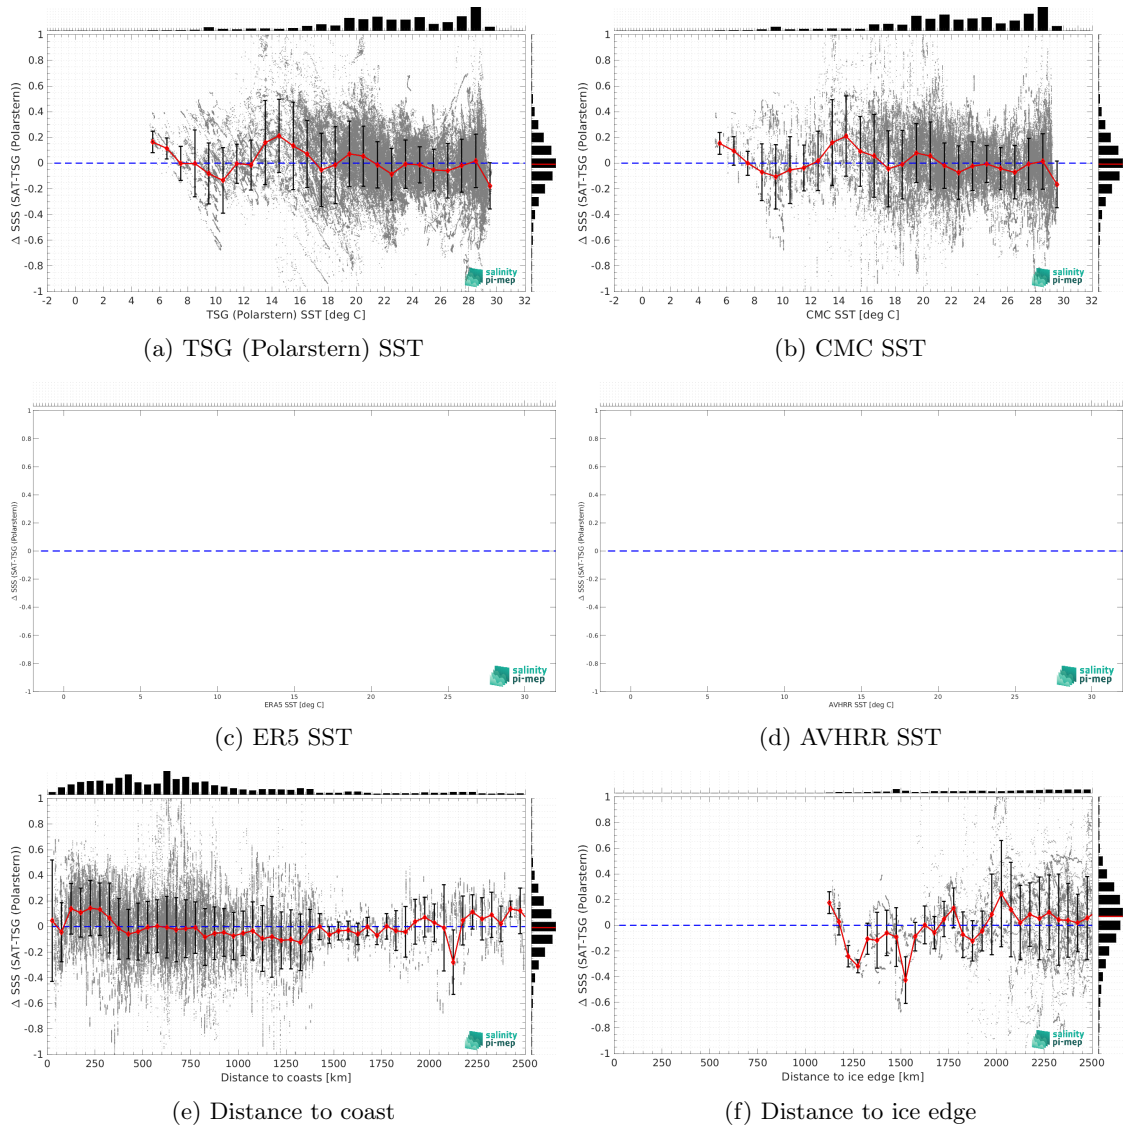 1
0.8
0.6
0.4
0.2
0
-0.2
-0.4
-0.6
-0.8
-1
Δ SSS (SAT-TSG (Polarstern))
-2 0 2 4 6 8 10 12 14 16 18 20 22 24 26 28 30 32
TSG (Polarstern) SST [deg C]
salinity
pi-mep
(a) TSG (Polarstern) SST
1
0.8
0.6
0.4
0.2
0
-0.2
-0.4
-0.6
-0.8
-1
Δ SSS (SAT-TSG (Polarstern))
-2 0 2 4 6 8 10 12 14 16 18 20 22 24 26 28 30 32
CMC SST [deg C]
salinity
pi-mep
(b) CMC SST
1
0.8
0.6
0.4
0.2
0
-0.2
-0.4
-0.6
-0.8
-1
Δ SSS (SAT-TSG (Polarstern))
0 5 10 15 20 25 30
ERA5 SST [deg C]
salinity
pi-mep
(c) ER5 SST
1
0.8
0.6
0.4
0.2
0
-0.2
-0.4
-0.6
-0.8
-1
Δ SSS (SAT-TSG (Polarstern))
0 5 10 15 20 25 30
AVHRR SST [deg C]
salinity
pi-mep
(d) AVHRR SST
1
0.8
0.6
0.4
0.2
0
-0.2
-0.4
-0.6
-0.8
-1
Δ SSS (SAT-TSG (Polarstern))
0 250 500 750 1000 1250 1500 1750 2000 2250 2500
Distance to coasts [km]
salinity
pi-mep
(e) Distance to coast
1
0.8
0.6
0.4
0.2
0
-0.2
-0.4
-0.6
-0.8
-1
Δ SSS (SAT-TSG (Polarstern))
0 250 500 750 1000 1250 1500 1750 2000 2250 2500
Distance to ice edge [km]
salinity
pi-mep
(f) Distance to ice edge